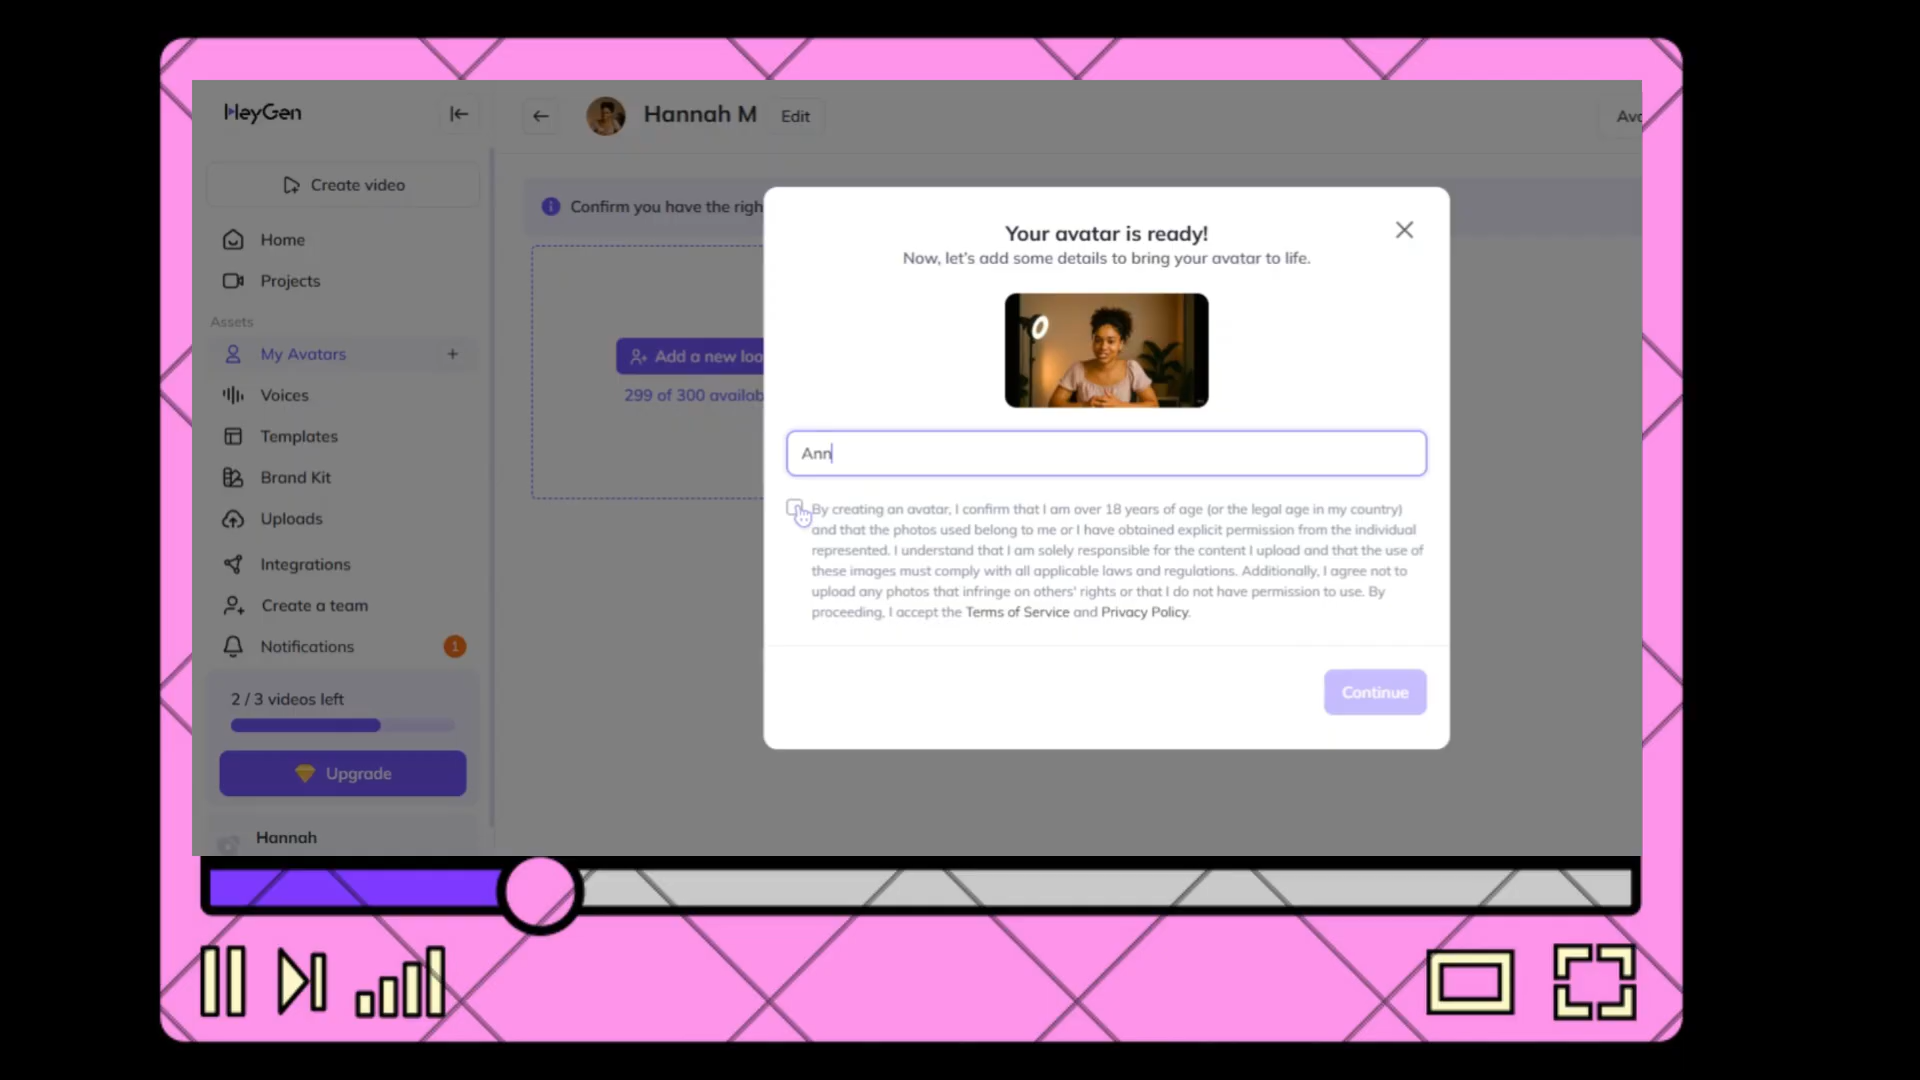 HeyGen
Hannah M
Edit
Create video
Home
Projects
Assets
My Avatars
Voices
Templates
Brand Kit
Uploads
Integrations
Create a team
Notifications
1
2 / 3 videos left
Upgrade
Hannah
Confirm you have the righ
Add a new loo
299 of 300 availab
Your avatar is ready!
Now, let's add some details to bring your avatar to life.
Ann
By creating an avatar, I confirm that I am over 18 years of age (or the legal age in my country)
and that the photos used belong to me or I have obtained explicit permission from the individual
represented. I understand that I am solely responsible for the content I upload and that the use of
these images must comply with all applicable laws and regulations. Additionally, I agree not to
upload any photos that infringe on others' rights or that I do not have permission to use. By
proceeding, I accept the Terms of Service and Privacy Policy.
Continue